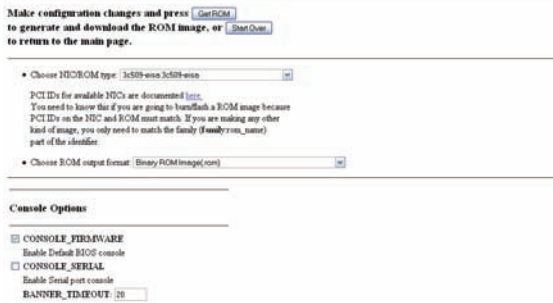 Make configuration changes and press Get ROM
to generate and download the ROM image, or Start Over
to return to the main page.
• Choose NIC/ROM type: 3c509-eisa:3c509-eisa
PCI IDs for available NICs are documented here.
You need to know this if you are going to burn/flash a ROM image because
PCI IDs on the NIC and ROM must match. If you are making any other
kind of image, you only need to match the family (family:rom_name)
part of the identifier.
• Choose ROM output format: Binary ROM Image(.rom)
Console Options
CONSOLE_FIRMWARE
Enable Default BIOS console
CONSOLE_SERIAL
Enable Serial port console
BANNER_TIMEOUT: 20